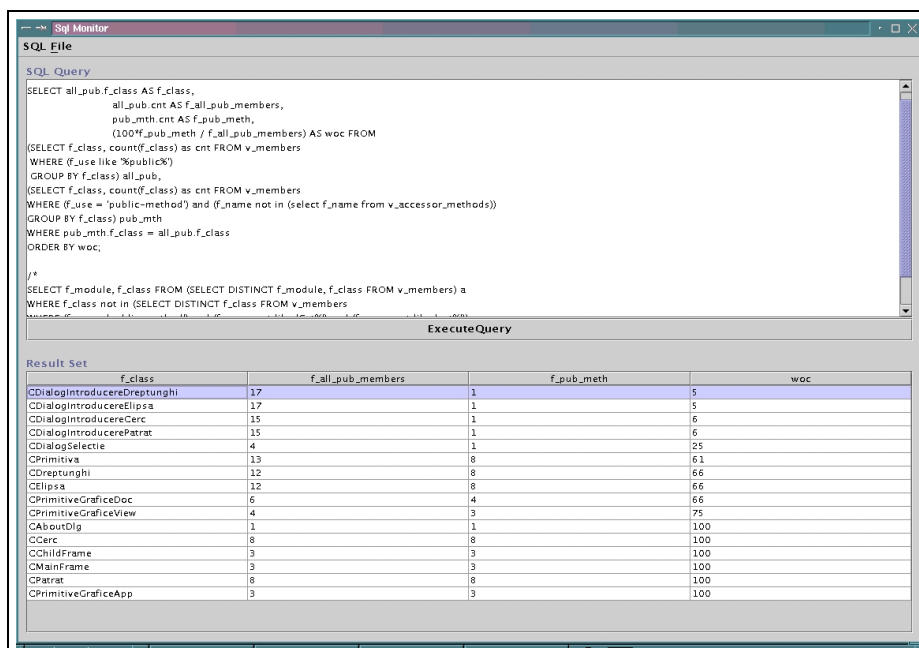 Sql Monitor
SQL File
SQL Query
SELECT all_pub.f_class AS f_class,
all_pub.cnt AS f_all_pub_members,
pub_mth.cnt AS f_pub_meth,
(100*f_pub_meth / f_all_pub_members) AS woc FROM
(SELECT f_class, count(f_class) as cnt FROM v_members
WHERE (f_use like '%public%')
GROUP BY f_class) all_pub,
(SELECT f_class, count(f_class) as cnt FROM v_members
WHERE (f_use = 'public-method') and (f_name not in (select f_name from v_accessor_methods))
GROUP BY f_class) pub_mth
WHERE pub_mth.f_class = all_pub.f_class
ORDER BY woc;
/*
SELECT f_module, f_class FROM (SELECT DISTINCT f_module, f_class FROM v_members) a
WHERE f_class not in (SELECT DISTINCT f_class FROM v_members
ExecuteQuery
Result Set
f_class f_all_pub_members f_pub_meth woc
CDialogIntroducereDreptunghi 17 1 5
CDialogIntroducereElipsa 17 1 5
CDialogIntroducereCerc 15 1 6
CDialogIntroducerePatrat 15 1 6
CDialogSelectie 4 1 25
CPrimitiva 13 8 61
CDreptunghi 12 8 66
CElipsa 12 8 66
CPrimitiveGraficeDoc 6 4 66
CPrimitiveGraficeView 4 3 75
CAboutDlg 1 1 100
CCerc 8 8 100
CChildFrame 3 3 100
CMainFrame 3 3 100
CPatrat 8 8 100
CPrimitiveGraficeApp 3 3 100